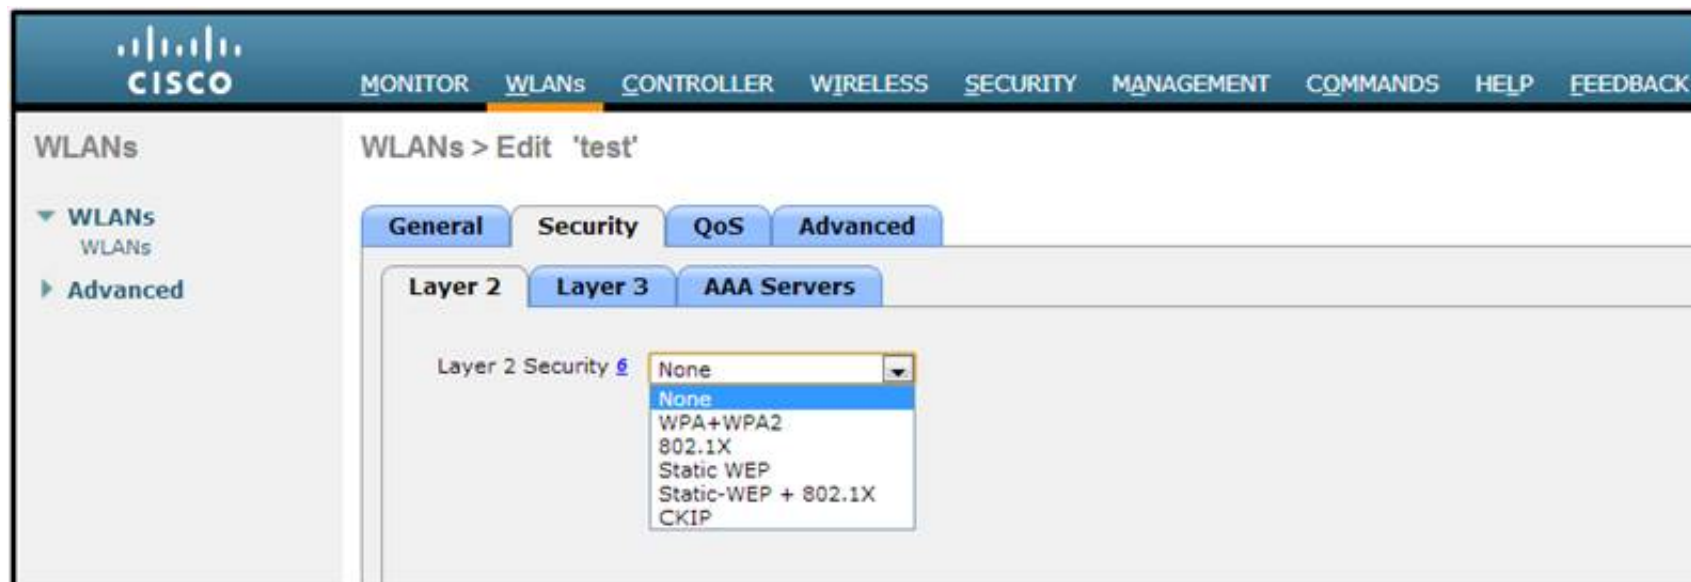 CISCO
MONITOR WLANs CONTROLLER WIRELESS SECURITY MANAGEMENT COMMANDS HELP FEEDBACK
WLANs
WLANs
WLANs
Advanced
WLANs > Edit 'test'
General Security QoS Advanced
Layer 2 Layer 3 AAA Servers
Layer 2 Security 6 None
None
WPA+WPA2
802.1X
Static WEP
Static-WEP + 802.1X
CKIP